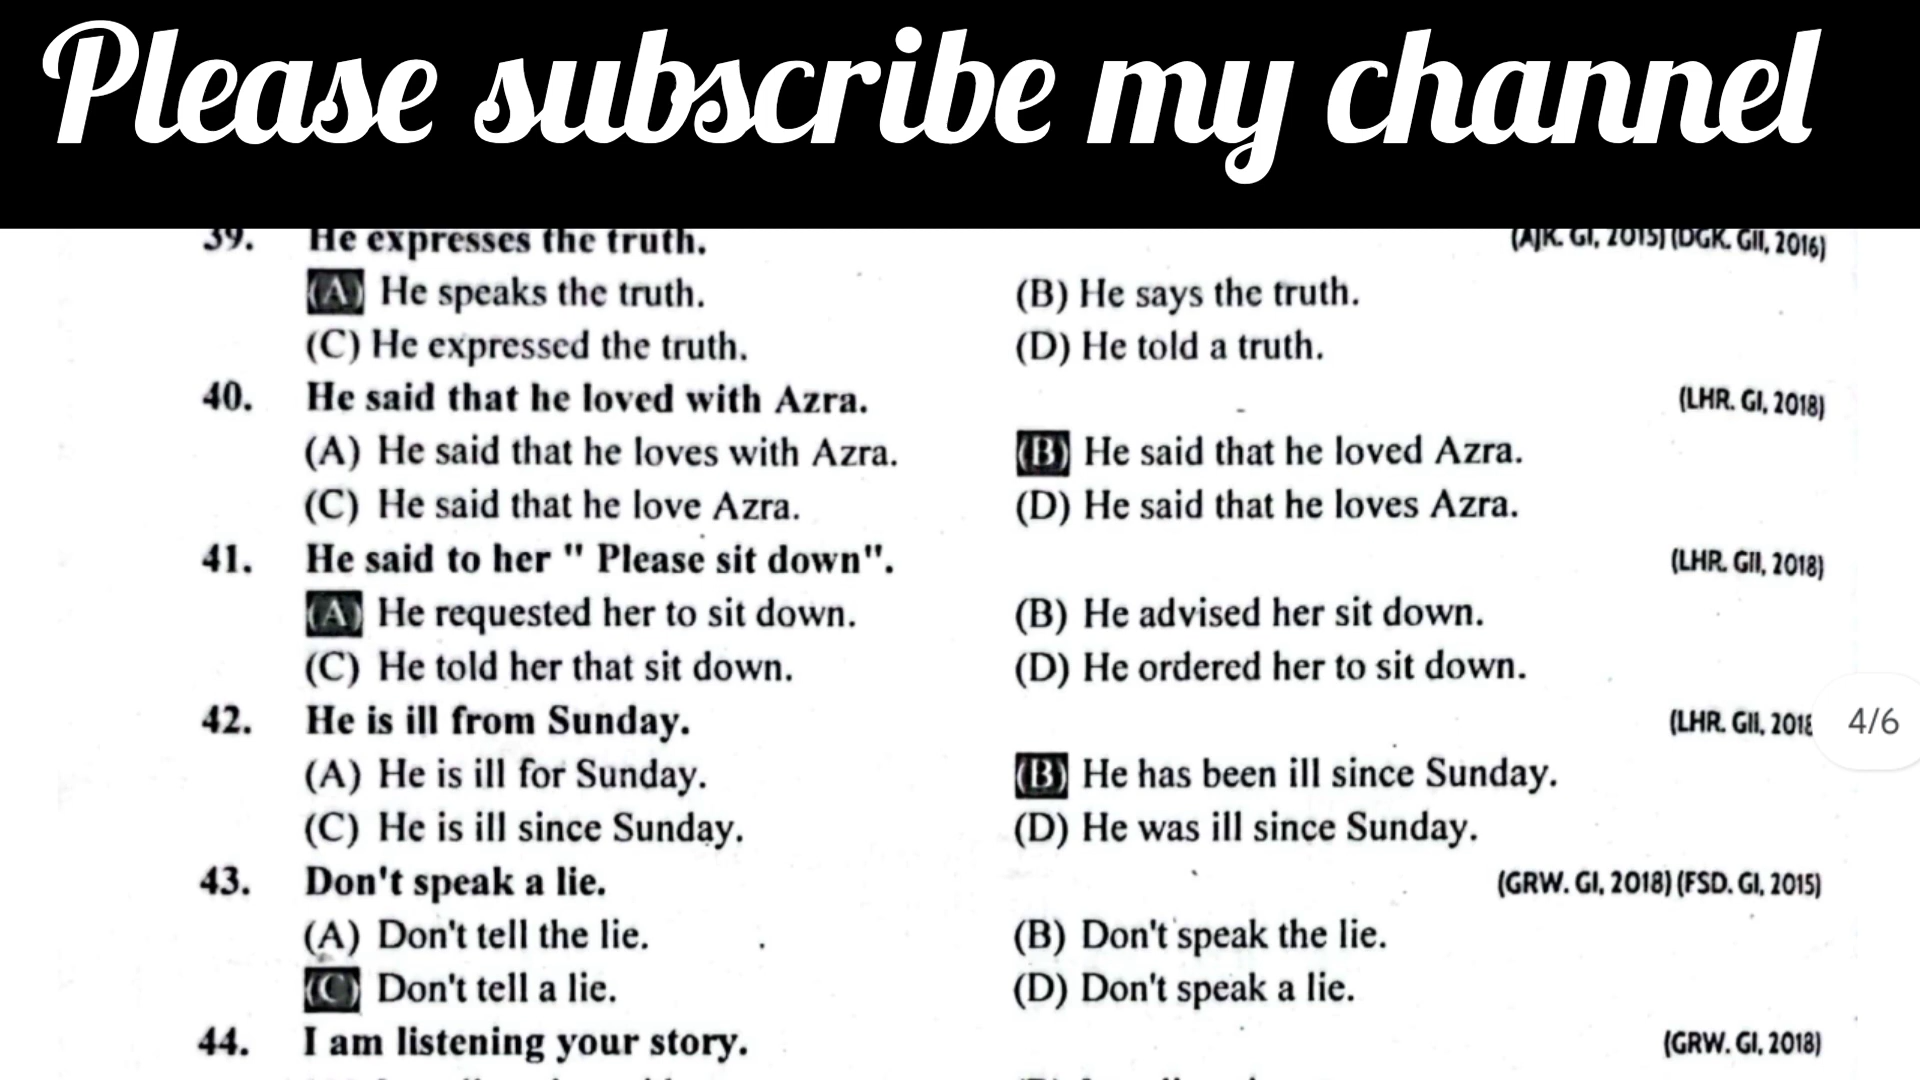 Please subscribe my channel
39. He expresses the truth. (AJK. GI, 2015) (DGK. GII, 2016)
(A) He speaks the truth. (B) He says the truth.
(C) He expressed the truth. (D) He told a truth.
40. He said that he loved with Azra. (LHR. GI, 2018)
(A) He said that he loves with Azra. (B) He said that he loved Azra.
(C) He said that he love Azra. (D) He said that he loves Azra.
41. He said to her " Please sit down". (LHR. GII, 2018)
(A) He requested her to sit down. (B) He advised her sit down.
(C) He told her that sit down. (D) He ordered her to sit down.
42. He is ill from Sunday. (LHR. GII, 2018 4/6
(A) He is ill for Sunday. (B) He has been ill since Sunday.
(C) He is ill since Sunday. (D) He was ill since Sunday.
43. Don't speak a lie. (GRW. GI, 2018) (FSD. GI, 2015)
(A) Don't tell the lie. (B) Don't speak the lie.
(C) Don't tell a lie. (D) Don't speak a lie.
44. I am listening your story. (GRW. GI, 2018)